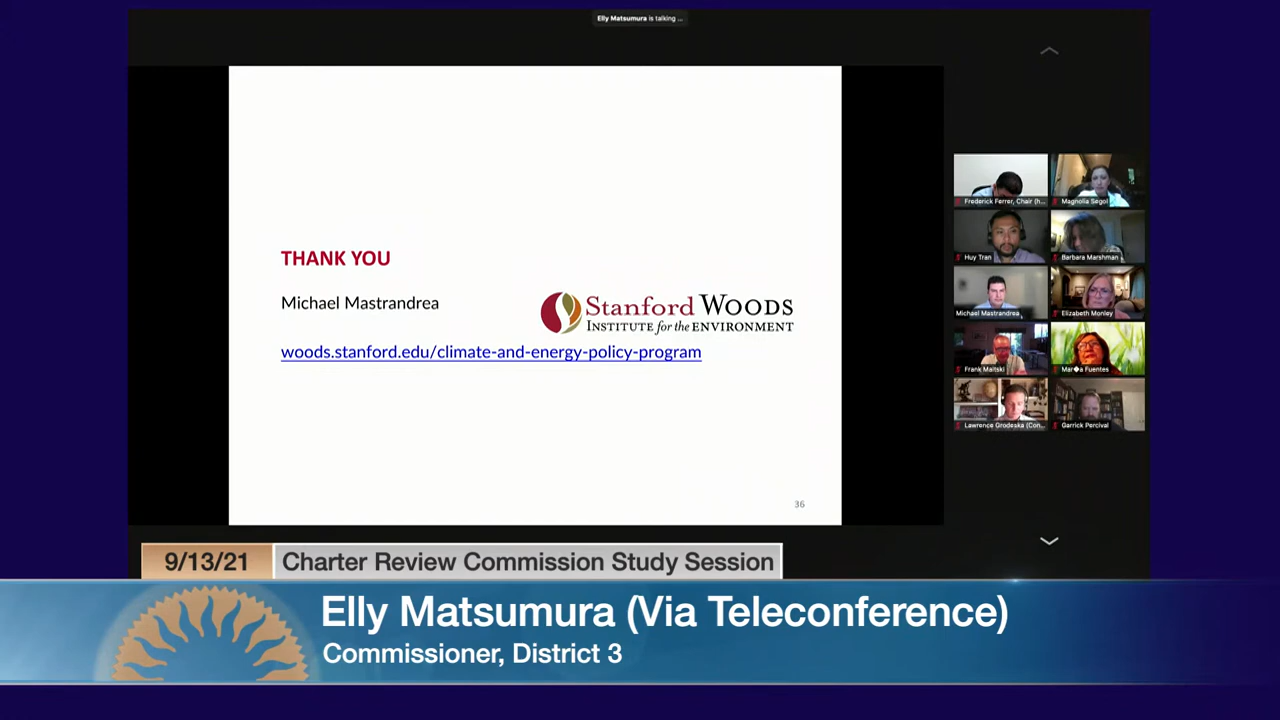 Elly Matsumura is talking ...
THANK YOU
Michael Mastrandrea
Stanford WOODS
INSTITUTE for the ENVIRONMENT
woods.stanford.edu/climate-and-energy-policy-program
36
Frederick Ferrer, Chair (h...
Magnolia Segol
Huy Tran
Barbara Marshman
Michael Mastrandrea
Elizabeth Monley
Frank Maitski
Mar�a Fuentes
Lawrence Grodeska (Con...
Garrick Percival
9/13/21
Charter Review Commission Study Session
Elly Matsumura (Via Teleconference)
Commissioner, District 3